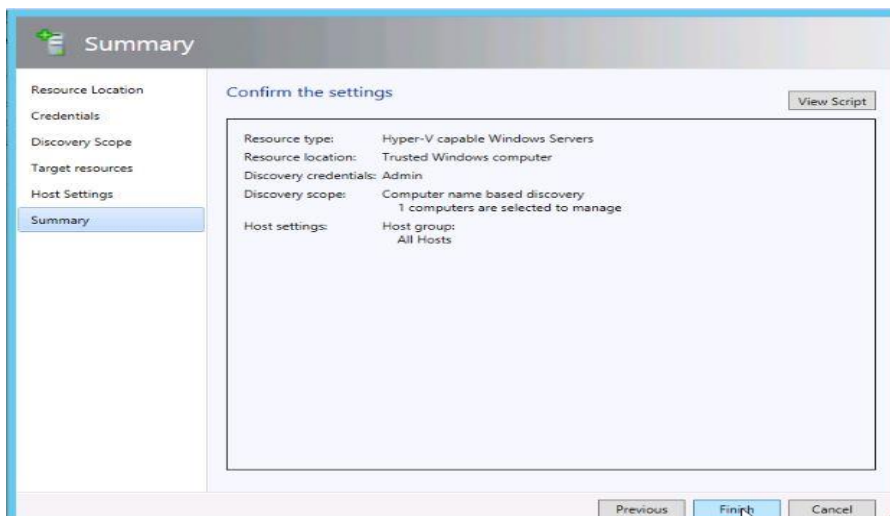 Summary
Resource Location
Credentials
Discovery Scope
Target resources
Host Settings
Summary
Confirm the settings
View Script
Resource type: Hyper-V capable Windows Servers
Resource location: Trusted Windows computer
Discovery credentials: Admin
Discovery scope: Computer name based discovery
1 computers are selected to manage
Host settings: Host group:
All Hosts
Previous Finish Cancel